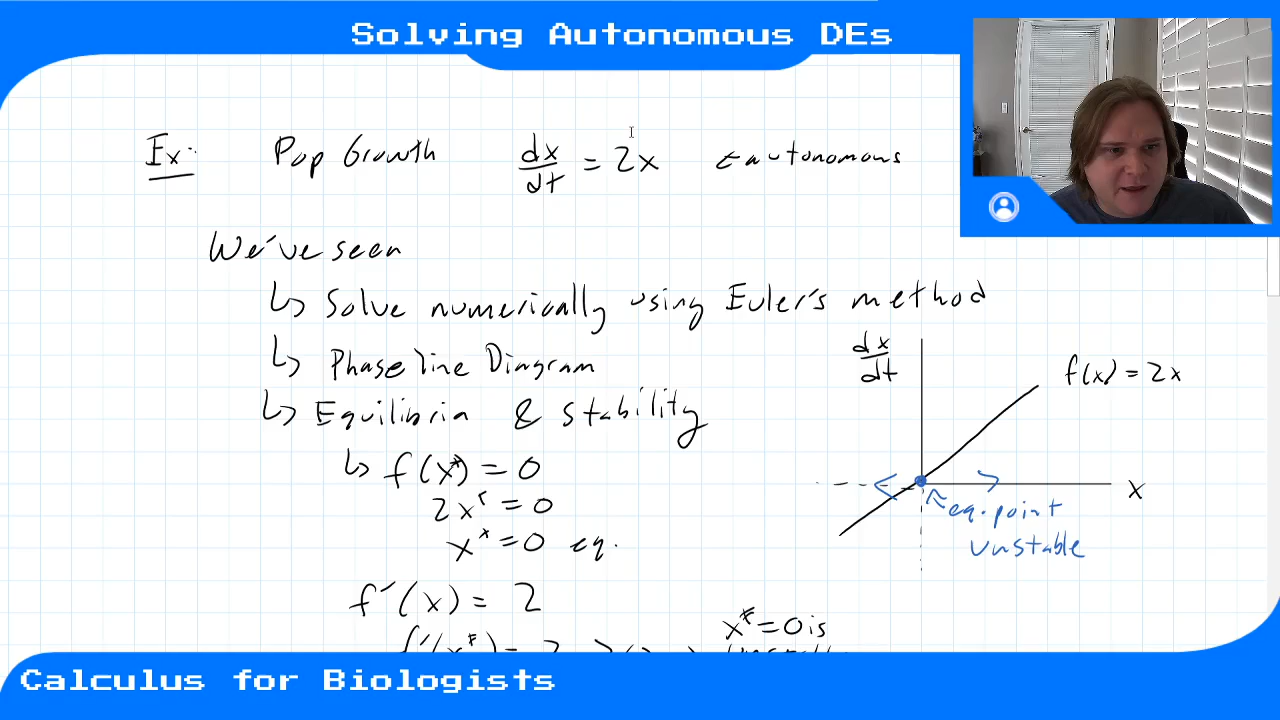 Solving Autonomous DEs
Ex: Pop Growth dx/dt = 2x ← autonomous
We've seen
↳ Solve numerically using Euler's method
↳ Phase line Diagram
↳ Equilibria & Stability
↳ f(x*) = 0
2x* = 0
x* = 0 eq.
f'(x) = 2
dx/dt
f(x) = 2x
x
↖ eq. point
unstable
x* = 0 is
Calculus for Biologists